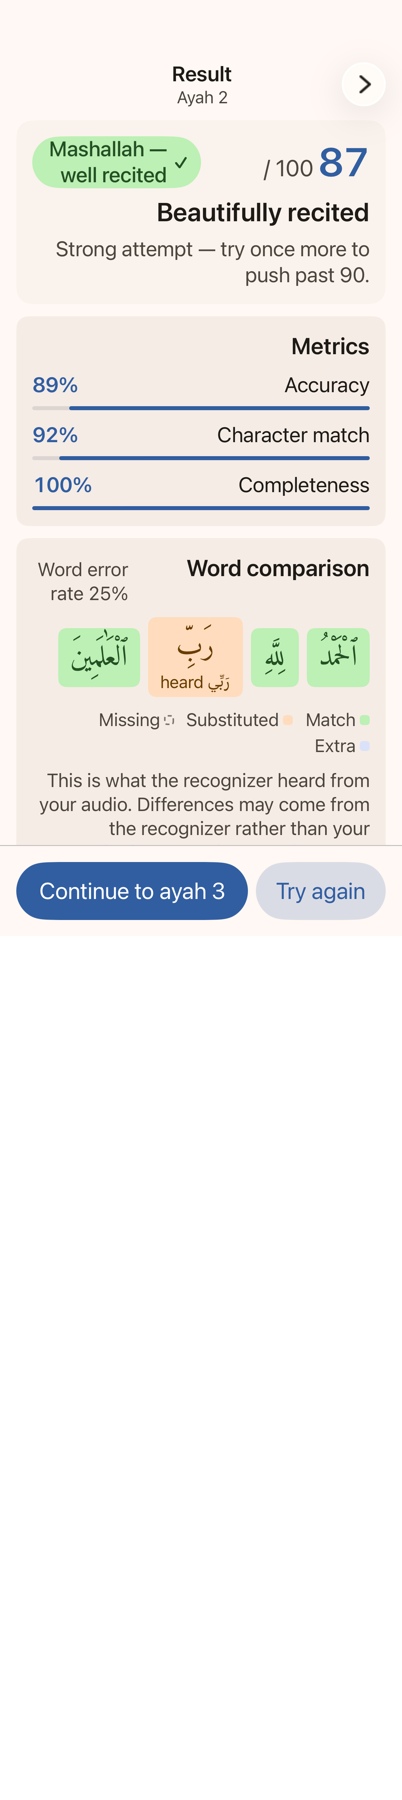 Result
Ayah 2
Mashallah —
well recited ✓
87 / 100
Beautifully recited
Strong attempt — try once more to
push past 90.
Metrics
Accuracy 89%
Character match 92%
Completeness 100%
Word comparison
Word error
rate 25%
ٱلْحَمْدُ لِلَّهِ رَبِّ ٱلْعَٰلَمِينَ
heard رَبِّي
Match Substituted Missing
Extra
This is what the recognizer heard from
your audio. Differences may come from
the recognizer rather than your
Continue to ayah 3
Try again